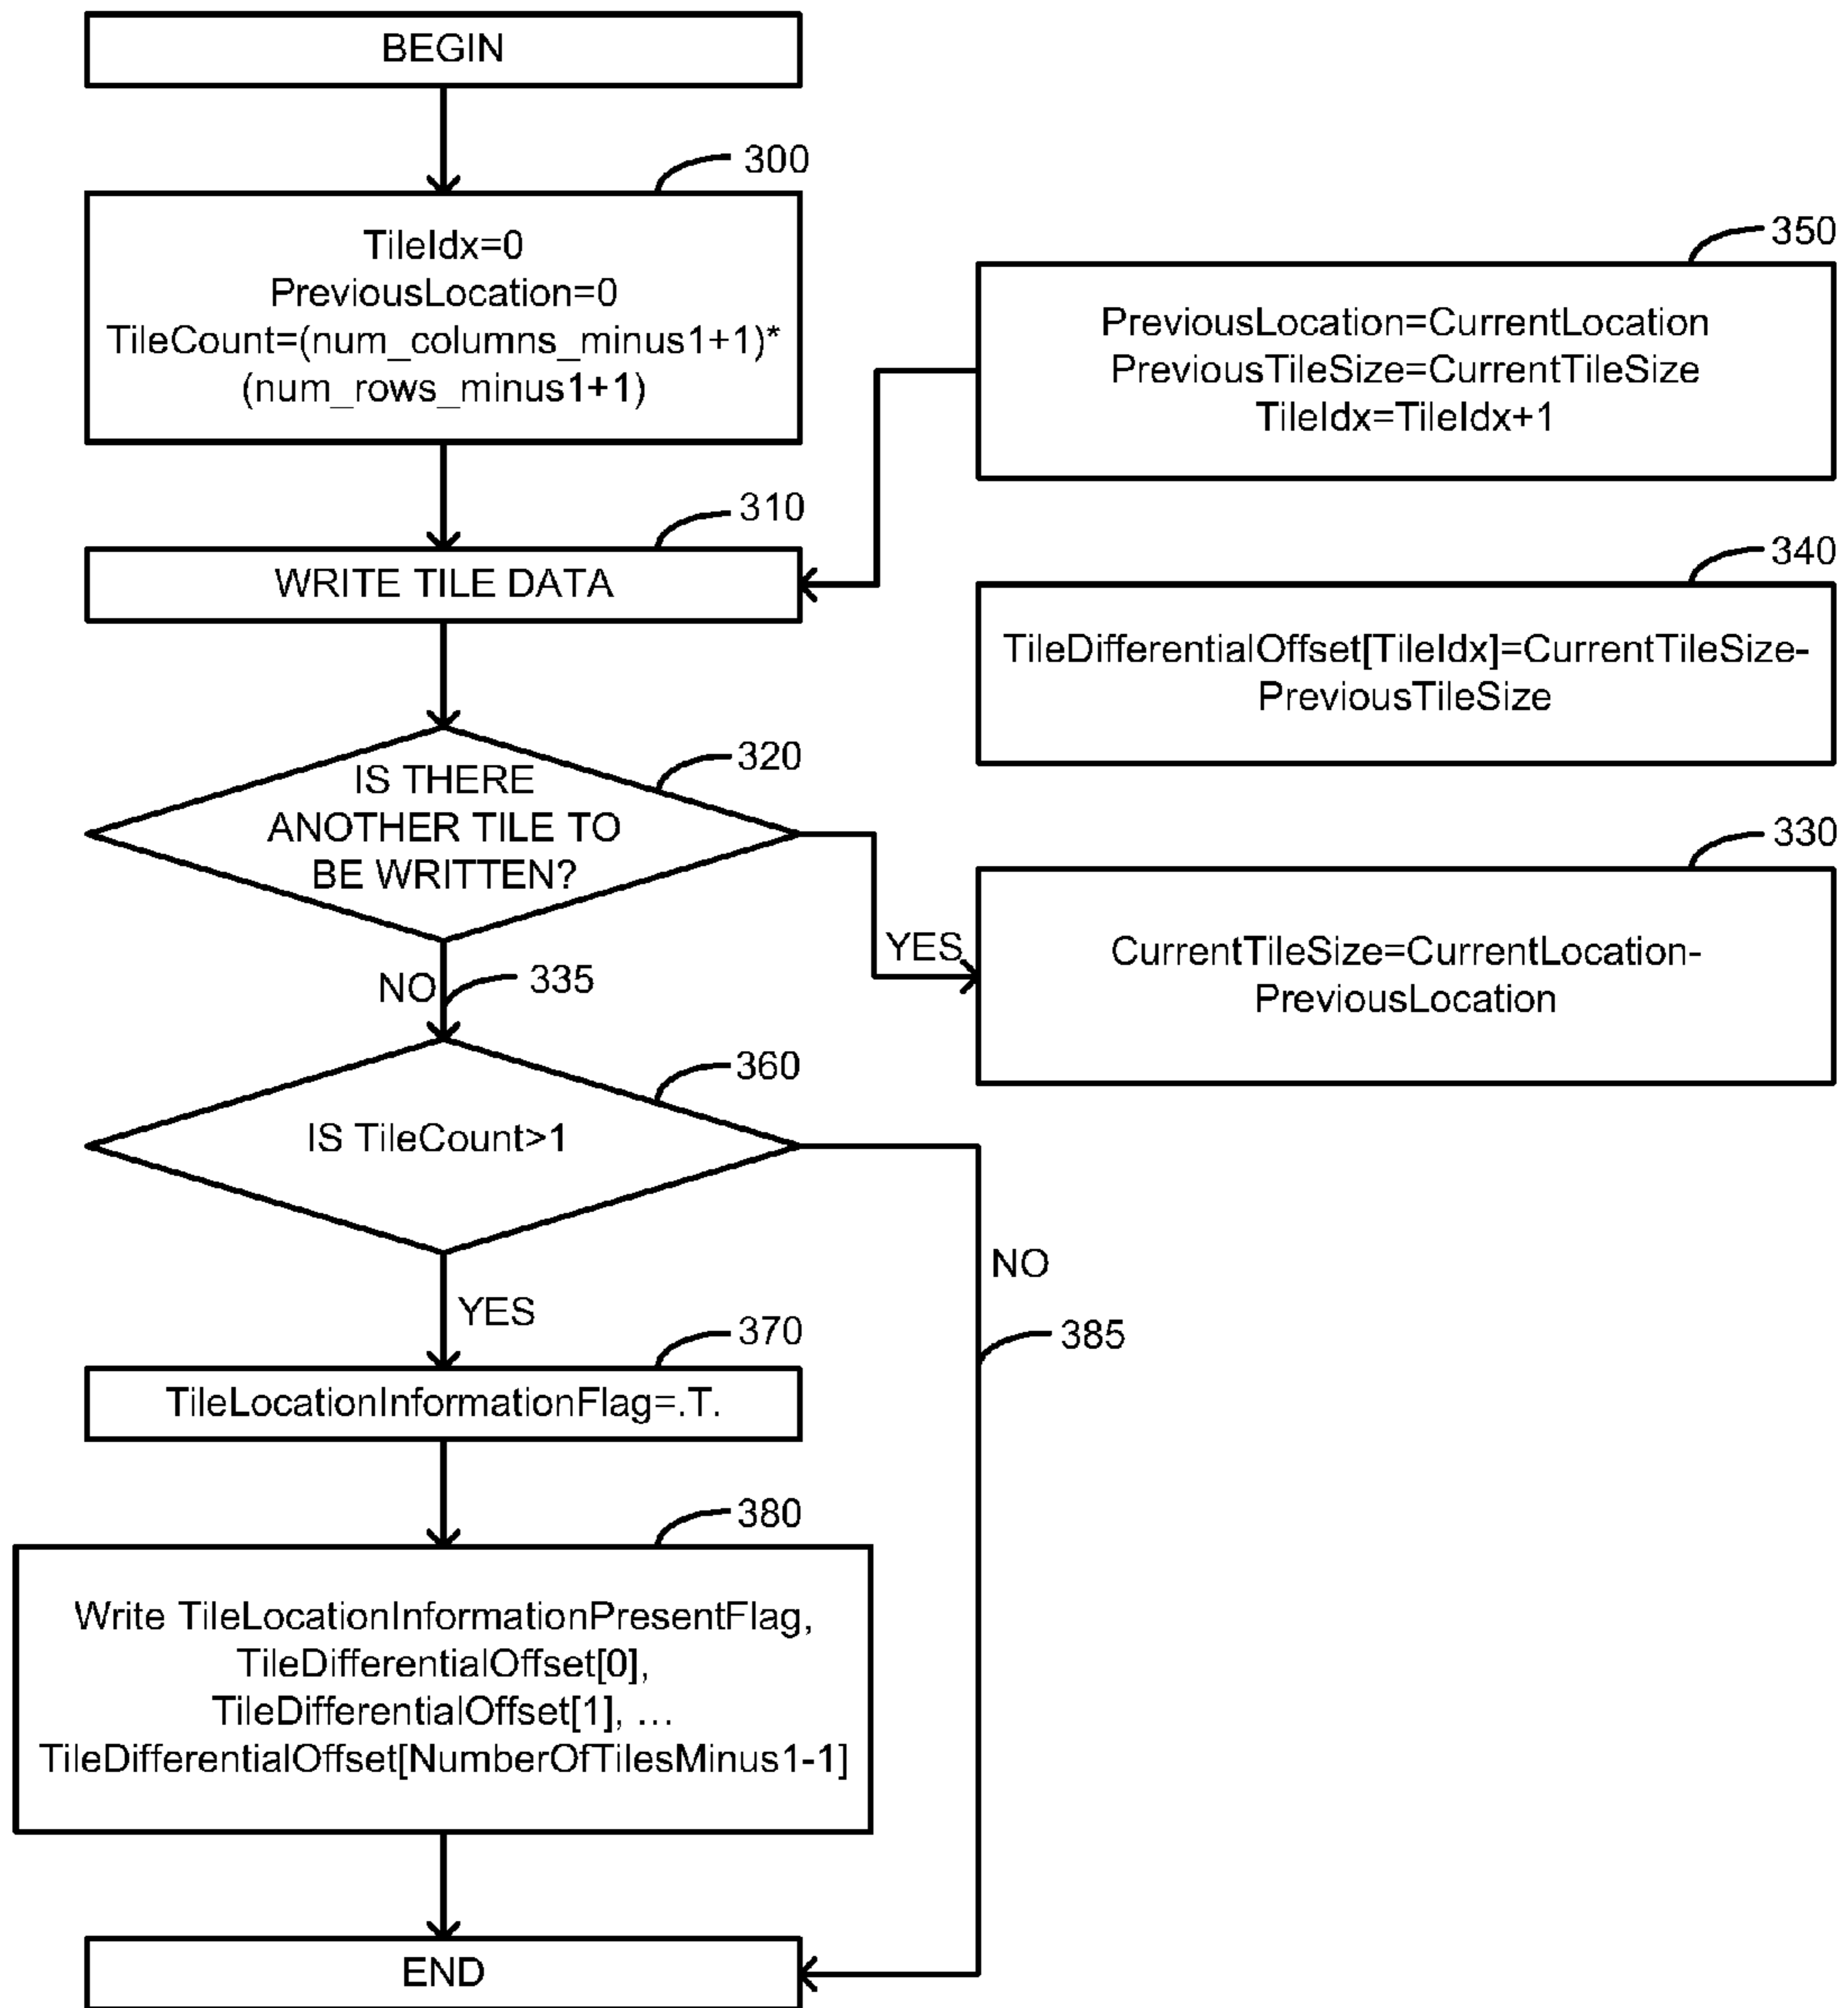 BEGIN
300
TileIdx=0
PreviousLocation=0
TileCount=(num_columns_minus1+1)*
(num_rows_minus1+1)
350
PreviousLocation=CurrentLocation
PreviousTileSize=CurrentTileSize
TileIdx=TileIdx+1
310
WRITE TILE DATA
340
TileDifferentialOffset[TileIdx]=CurrentTileSize-
PreviousTileSize
320
IS THERE
ANOTHER TILE TO
BE WRITTEN?
330
YES
CurrentTileSize=CurrentLocation-
PreviousLocation
NO
335
360
IS TileCount>1
NO
YES
370
385
TileLocationInformationFlag=.T.
380
Write TileLocationInformationPresentFlag,
TileDifferentialOffset[0],
TileDifferentialOffset[1], ...
TileDifferentialOffset[NumberOfTilesMinus1-1]
END